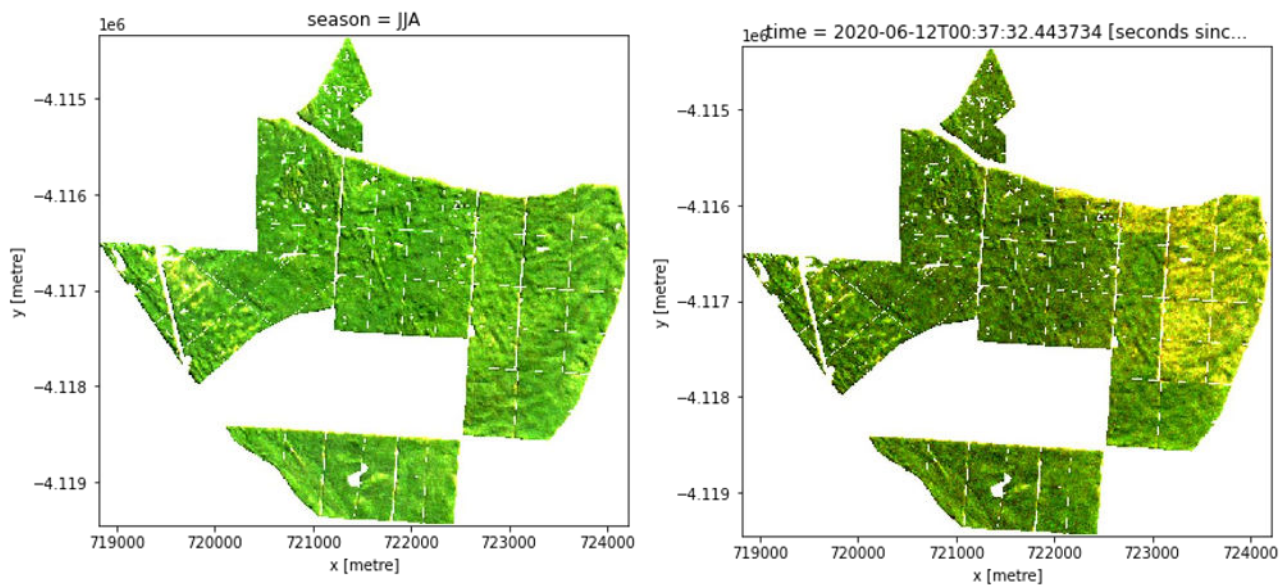 season = JJA
1e6
−4.115
−4.116
−4.117
−4.118
−4.119
y [metre]
719000 720000 721000 722000 723000 724000
x [metre]
1e6
time = 2020-06-12T00:37:32.443734 [seconds sinc...
−4.115
−4.116
−4.117
−4.118
−4.119
y [metre]
719000 720000 721000 722000 723000 724000
x [metre]